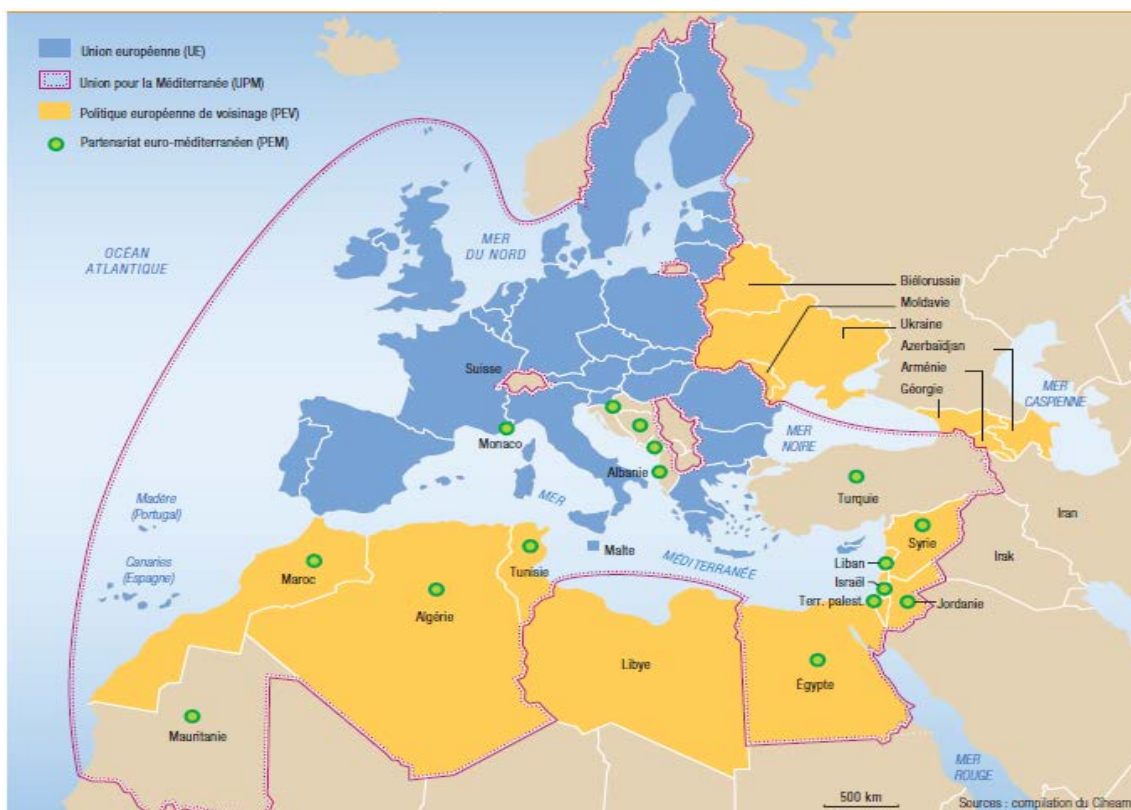 Union européenne (UE)
Union pour la Méditerranée (UPM)
Politique européenne de voisinage (PEV)
Partenariat euro-méditerranéen (PEM)
OCÉAN
ATLANTIQUE
MER
DU NORD
Biélorussie
Moldavie
Ukraine
Azerbaïdjan
Arménie
Géorgie
MER
CASPIENNE
Suisse
MER
NOIRE
Monaco
Albanie
MER
MÉDITERRANÉE
Turquie
Iran
Madère
(Portugal)
Canaries
(Espagne)
Malte
Syrie
Irak
Liban
Israël
Terr. palest.
Jordanie
Maroc
Algérie
Tunisie
Libye
Égypte
Mauritanie
MER
ROUGE
500 km
Sources : compilation du Ciheam